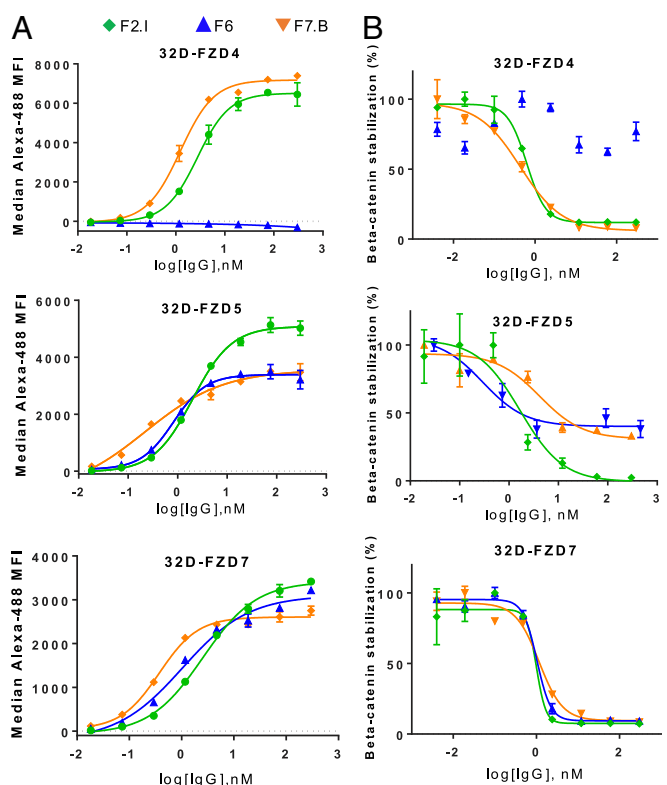 A
B
F2.I F6 F7.B
32D-FZD4
Median Alexa-488 MFI
8000
6000
4000
2000
0
-2 -1 0 1 2 3
log[IgG],nM
32D-FZD4
Beta-catenin stabilization (%)
100
50
0
-2 0 2
log[IgG], nM
32D-FZD5
Median Alexa-488 MFI
6000
4000
2000
0
-2 -1 0 1 2 3
log[IgG],nM
32D-FZD5
Beta-catenin stabilization (%)
100
50
0
-2 -1 0 1 2 3
log[IgG], nM
32D-FZD7
Median Alexa-488 MFI
4000
3000
2000
1000
0
-2 -1 0 1 2 3
log[IgG],nM
32D-FZD7
Beta-catenin stabilization (%)
100
50
0
-2 0 2
log[IgG], nM